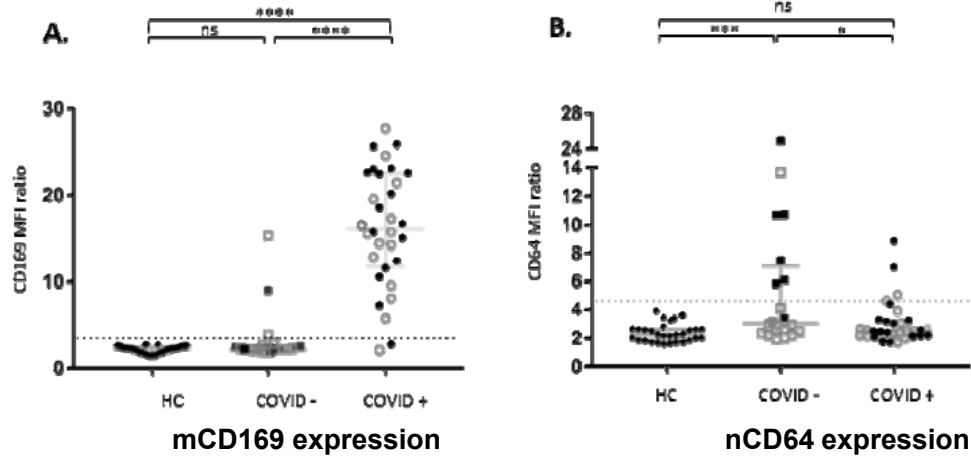 A.
****
ns
****
CD169 MFI ratio
30
20
10
0
HC
COVID -
COVID +
mCD169 expression
B.
ns
***
*
CD64 MFI ratio
28
24
14
12
10
8
6
4
2
0
HC
COVID -
COVID +
nCD64 expression